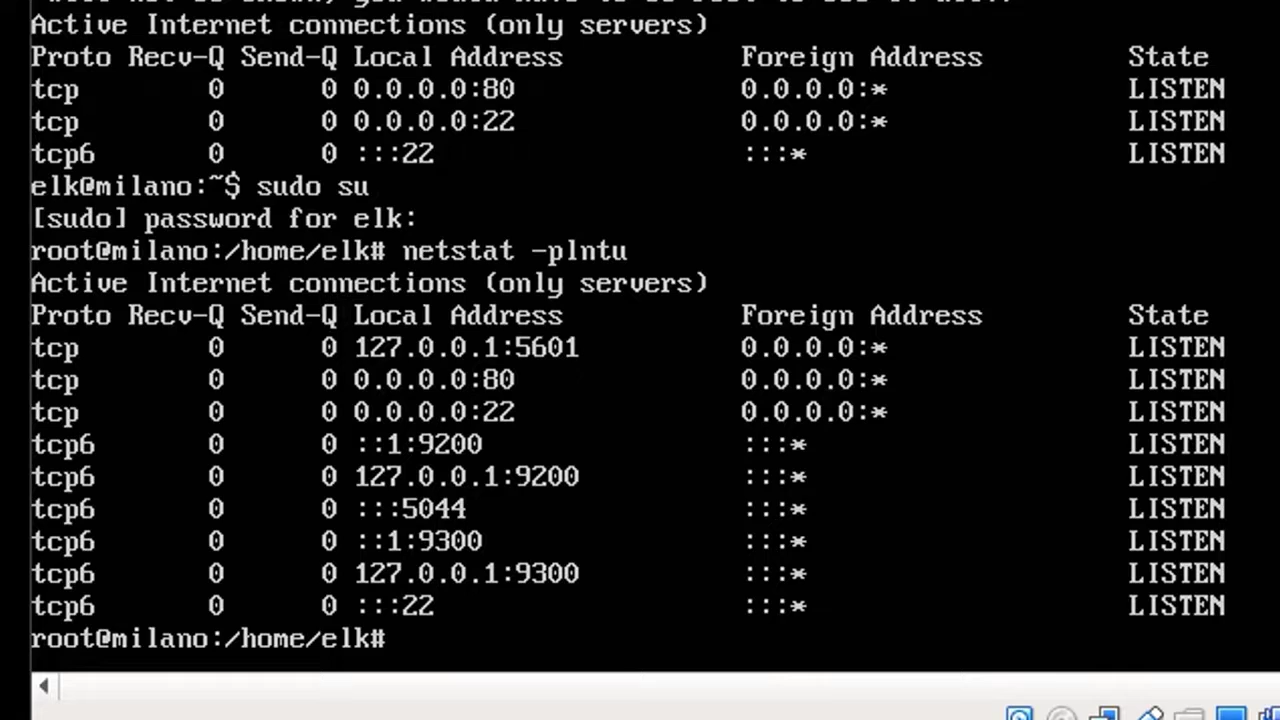 Active Internet connections (only servers)
Proto Recv-Q Send-Q Local Address Foreign Address State
tcp 0 0 0.0.0.0:80 0.0.0.0:* LISTEN
tcp 0 0 0.0.0.0:22 0.0.0.0:* LISTEN
tcp6 0 0 :::22 :::* LISTEN
elk@milano:~$ sudo su
[sudo] password for elk:
root@milano:/home/elk# netstat -plntu
Active Internet connections (only servers)
Proto Recv-Q Send-Q Local Address Foreign Address State
tcp 0 0 127.0.0.1:5601 0.0.0.0:* LISTEN
tcp 0 0 0.0.0.0:80 0.0.0.0:* LISTEN
tcp 0 0 0.0.0.0:22 0.0.0.0:* LISTEN
tcp6 0 0 ::1:9200 :::* LISTEN
tcp6 0 0 127.0.0.1:9200 :::* LISTEN
tcp6 0 0 :::5044 :::* LISTEN
tcp6 0 0 ::1:9300 :::* LISTEN
tcp6 0 0 127.0.0.1:9300 :::* LISTEN
tcp6 0 0 :::22 :::* LISTEN
root@milano:/home/elk#